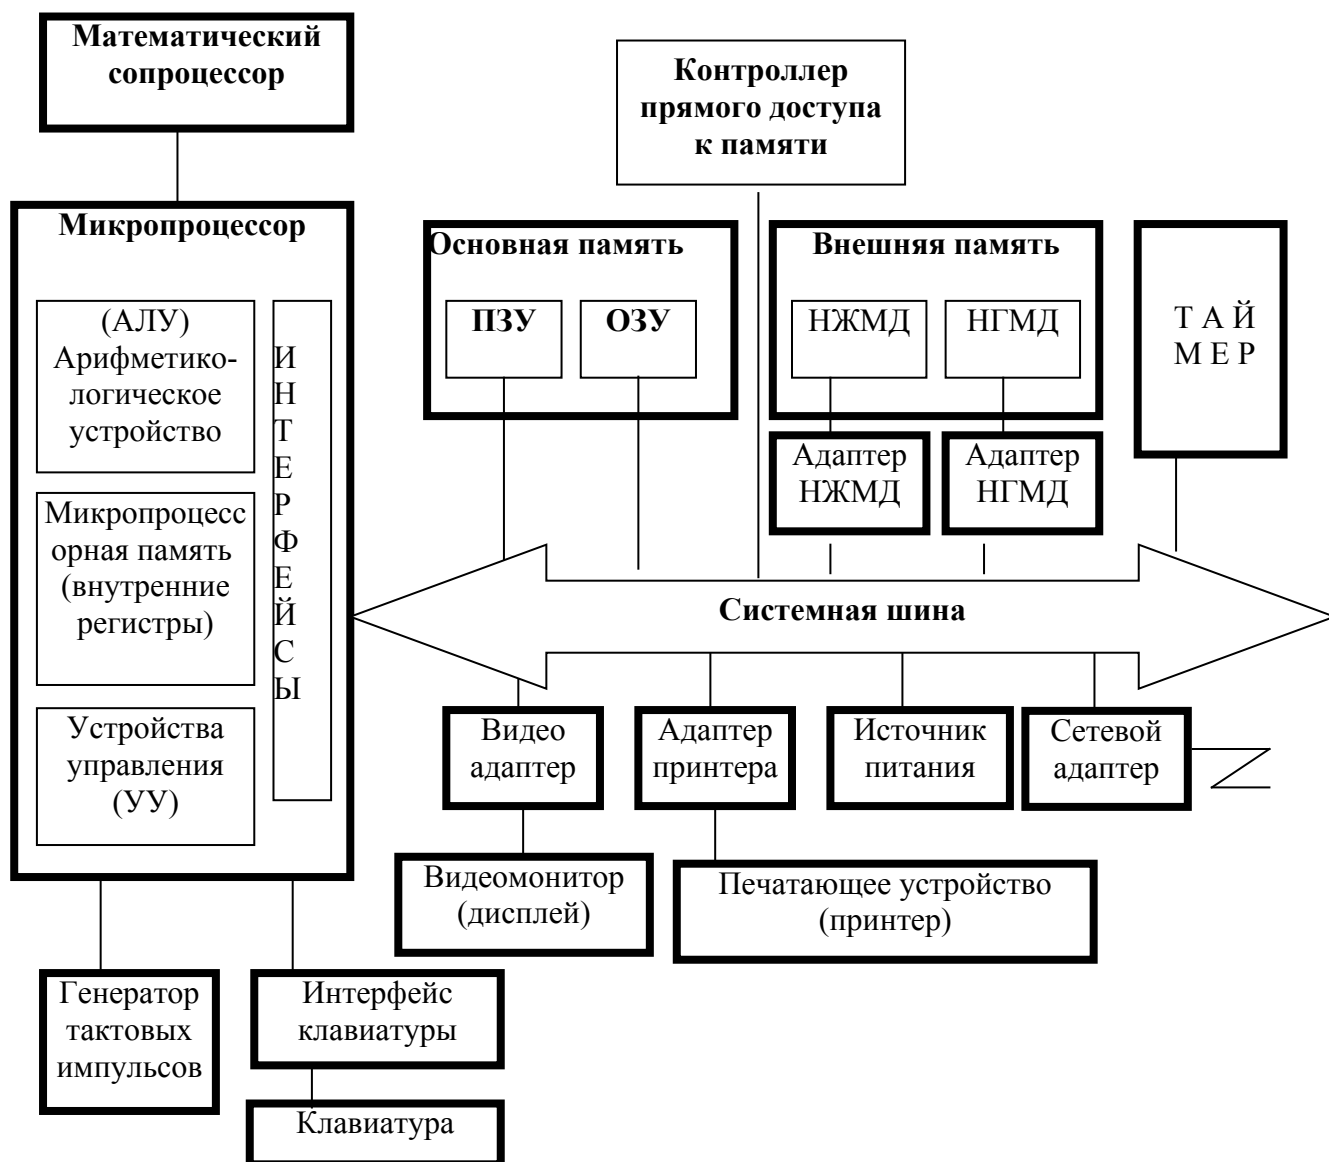 Математический
сопроцессор
Контроллер
прямого доступа
к памяти
Микропроцессор
(АЛУ)
Арифметико-
логическое
устройство
Микропроцесс
орная память
(внутренние
регистры)
Устройства
управления
(УУ)
И
Н
Т
Е
Р
Ф
Е
Й
С
Ы
Основная память
ПЗУ
ОЗУ
Внешняя память
НЖМД
НГМД
Адаптер
НЖМД
Адаптер
НГМД
Т А Й
М Е Р
Системная шина
Видео
адаптер
Адаптер
принтера
Источник
питания
Сетевой
адаптер
Видеомонитор
(дисплей)
Печатающее устройство
(принтер)
Генератор
тактовых
импульсов
Интерфейс
клавиатуры
Клавиатура